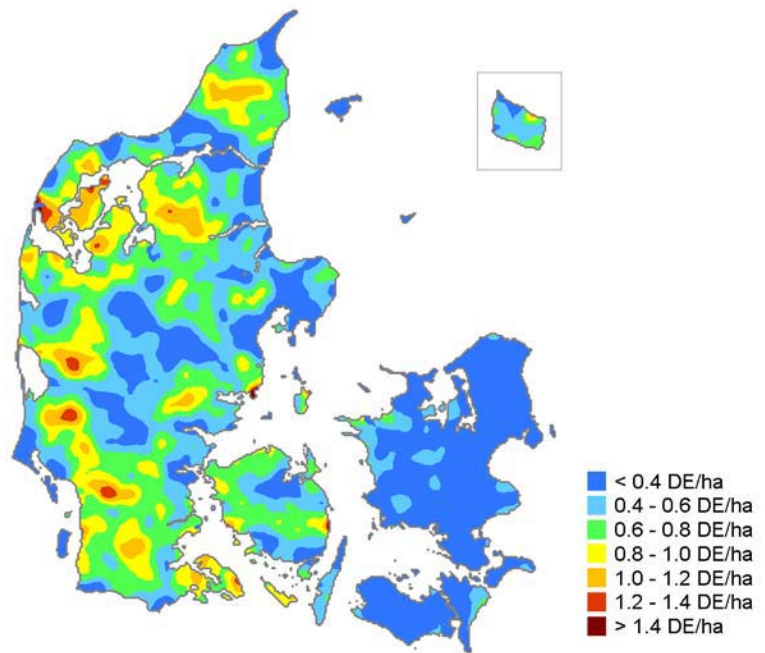 < 0.4 DE/ha
0.4 - 0.6 DE/ha
0.6 - 0.8 DE/ha
0.8 - 1.0 DE/ha
1.0 - 1.2 DE/ha
1.2 - 1.4 DE/ha
> 1.4 DE/ha